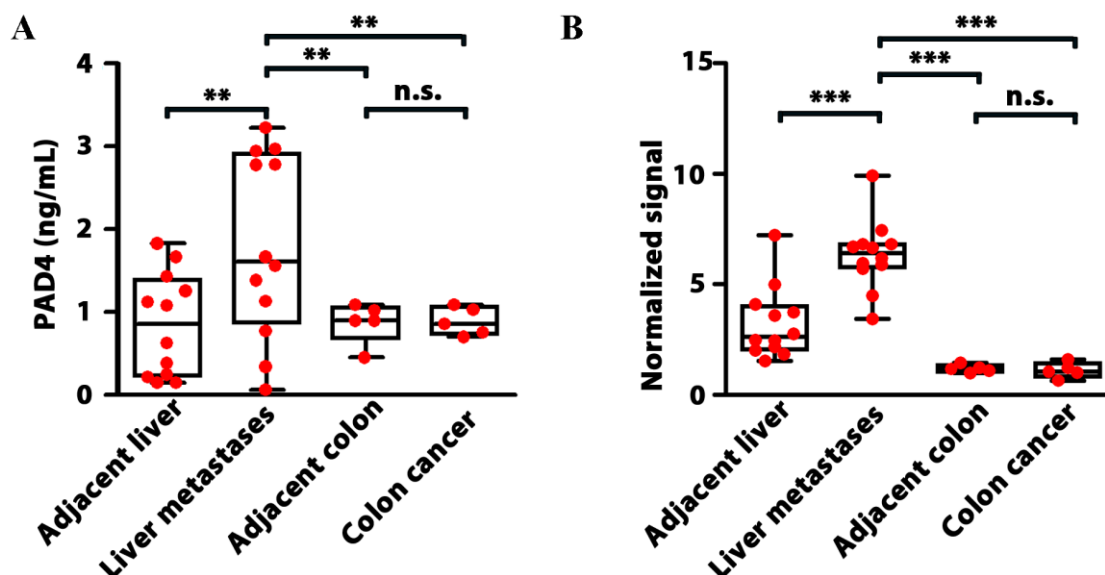 A
**
**
**
n.s.
PAD4 (ng/mL)
4
3
2
1
0
Adjacent liver
Liver metastases
Adjacent colon
Colon cancer
B
***
***
***
n.s.
Normalized signal
15
10
5
0
Adjacent liver
Liver metastases
Adjacent colon
Colon cancer